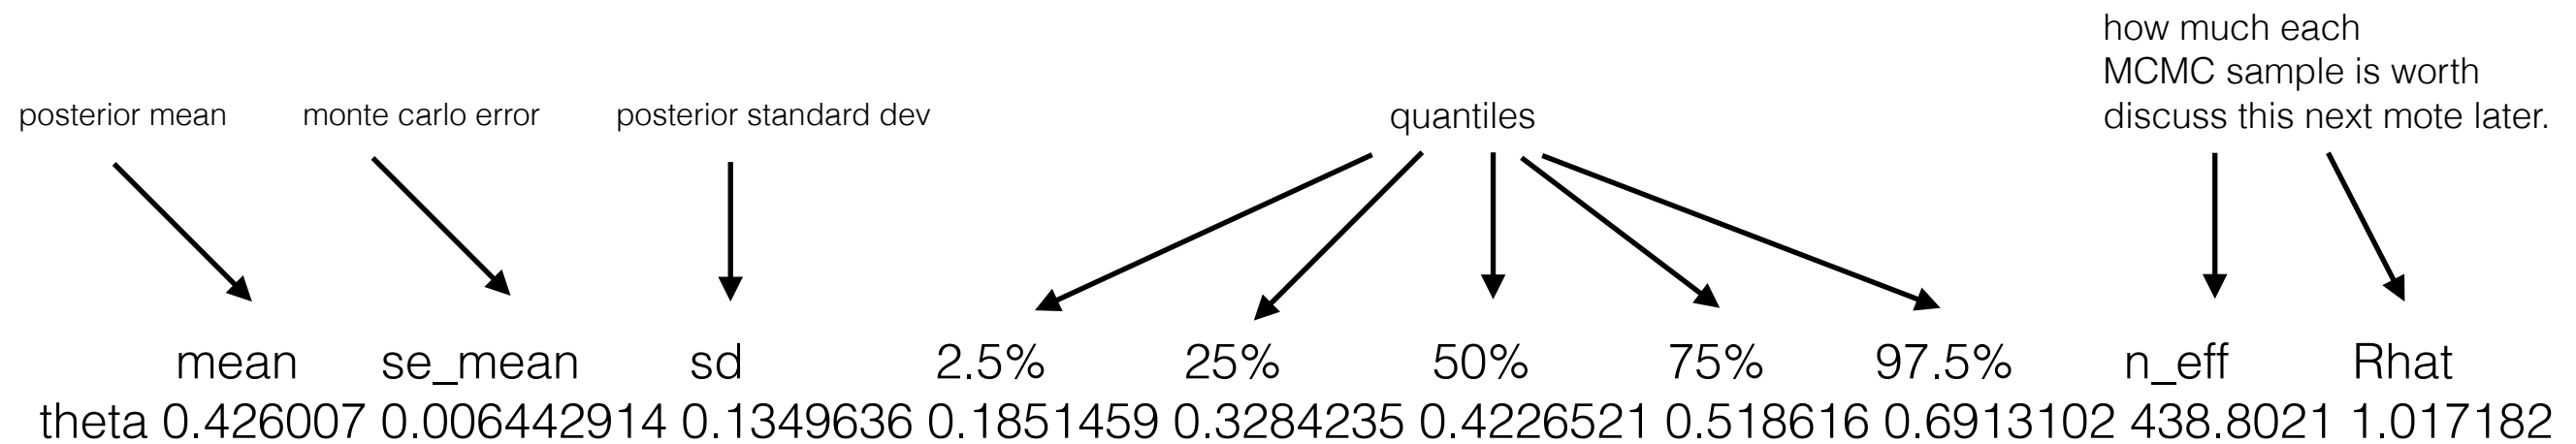 how much each
MCMC sample is worth
discuss this next mote later.
posterior mean monte carlo error posterior standard dev quantiles
mean se_mean sd 2.5% 25% 50% 75% 97.5% n_eff Rhat
theta 0.426007 0.006442914 0.1349636 0.1851459 0.3284235 0.4226521 0.518616 0.6913102 438.8021 1.017182